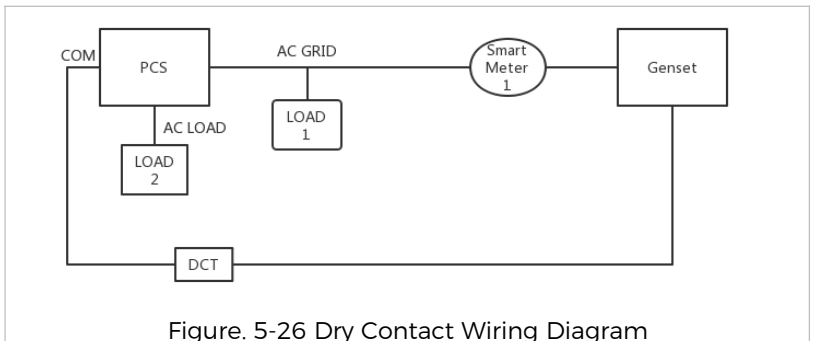 COM
PCS
AC GRID
Smart
Meter
1
Genset
LOAD
1
AC LOAD
LOAD
2
DCT
Figure. 5-26 Dry Contact Wiring Diagram